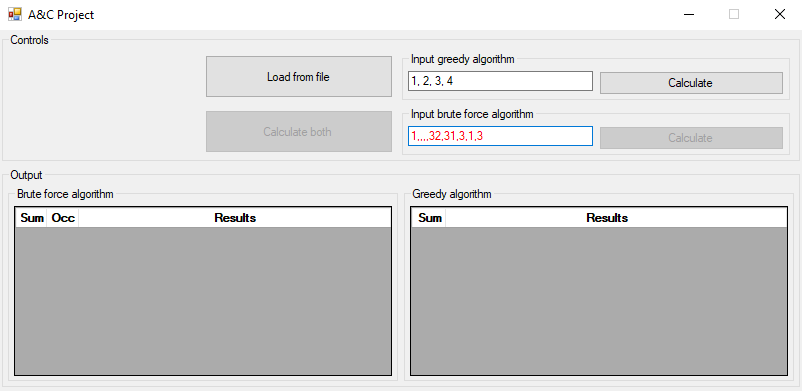 A&C Project
Controls
Load from file
Calculate both
Input greedy algorithm
1, 2, 3, 4
Calculate
Input brute force algorithm
1,,,,32,31,3,1,3
Calculate
Output
Brute force algorithm
Sum Occ Results
Greedy algorithm
Sum Results